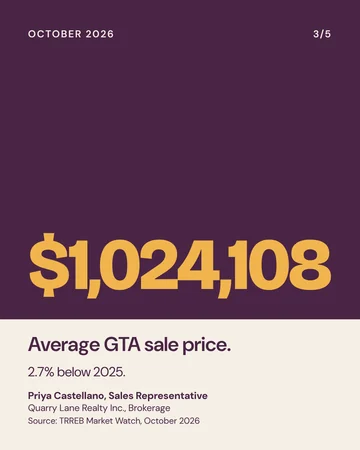 OCTOBER 2026 3/5
$1,024,108
Average GTA sale price.
2.7% below 2025.
Priya Castellano, Sales Representative
Quarry Lane Realty Inc., Brokerage
Source: TRREB Market Watch, October 2026